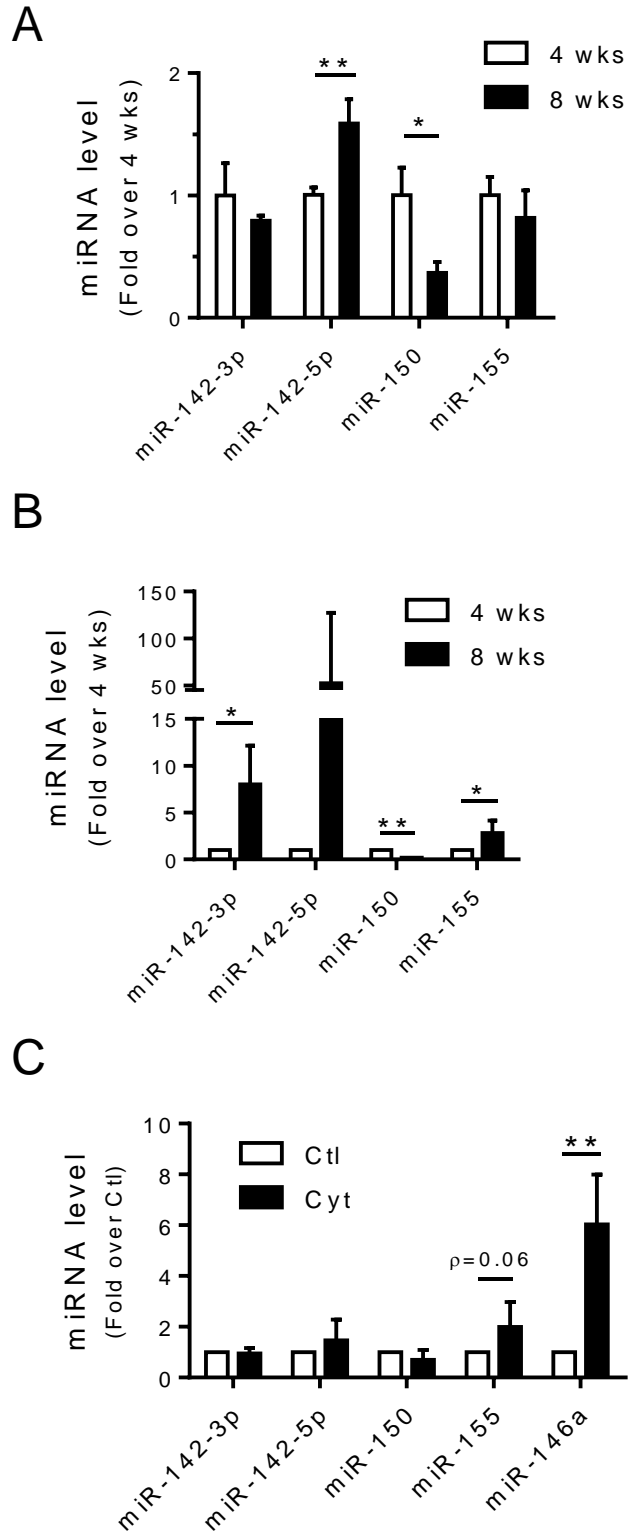 A
4 wks
8 wks
miRNA level
(Fold over 4 wks)
2
1
0
**
*
miR-142-3p
miR-142-5p
miR-150
miR-155
B
4 wks
8 wks
miRNA level
(Fold over 4 wks)
150
100
50
15
10
5
0
*
**
*
miR-142-3p
miR-142-5p
miR-150
miR-155
C
Ctl
Cyt
miRNA level
(Fold over Ctl)
10
8
6
4
2
0
ρ=0.06
**
miR-142-3p
miR-142-5p
miR-150
miR-155
miR-146a